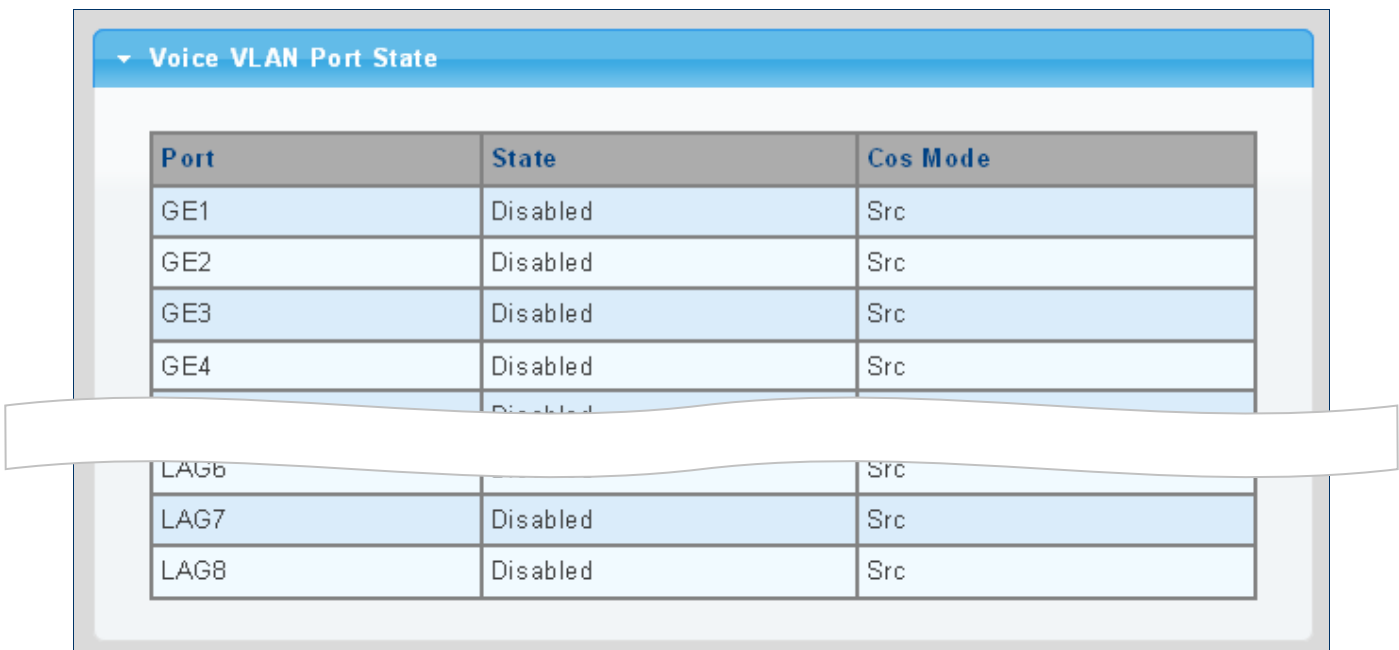 Voice VLAN Port State
Port State Cos Mode
GE1 Disabled Src
GE2 Disabled Src
GE3 Disabled Src
GE4 Disabled Src
Disabled
LAG6 Src
LAG7 Disabled Src
LAG8 Disabled Src